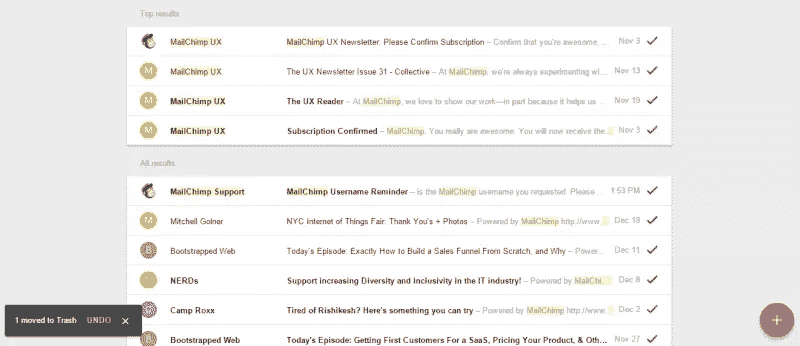 Top results
MailChimp UX MailChimp UX Newsletter: Please Confirm Subscription – Confirm that you're awesome, ... Nov 3
M MailChimp UX The UX Newsletter Issue 31 - Collective – At MailChimp, we're always experimenting wi... Nov 13
M MailChimp UX The UX Reader – At MailChimp, we love to show our work—in part because it helps us ... Nov 19
M MailChimp UX Subscription Confirmed – MailChimp. You really are awesome. You will now receive the... Nov 3
All results
MailChimp Support MailChimp Username Reminder – is the MailChimp username you requested. Please ... 1:53 PM
M Mitchell Golner NYC Internet of Things Fair: Thank You's + Photos – Powered by MailChimp http://www. Dec 18
B Bootstrapped Web Today's Episode: Exactly How to Build a Sales Funnel From Scratch, and Why – Power... Dec 11
NERDs Support increasing Diversity and Inclusivity in the IT industry! – Powered by MailChi... Dec 8
Camp Roxx Tired of Rishikesh? Here's something you can try – Powered by MailChimp http://www. Dec 2
B Bootstrapped Web Today's Episode: Getting First Customers For a SaaS, Pricing Your Product, & Oth... Nov 27
1 moved to Trash UNDO